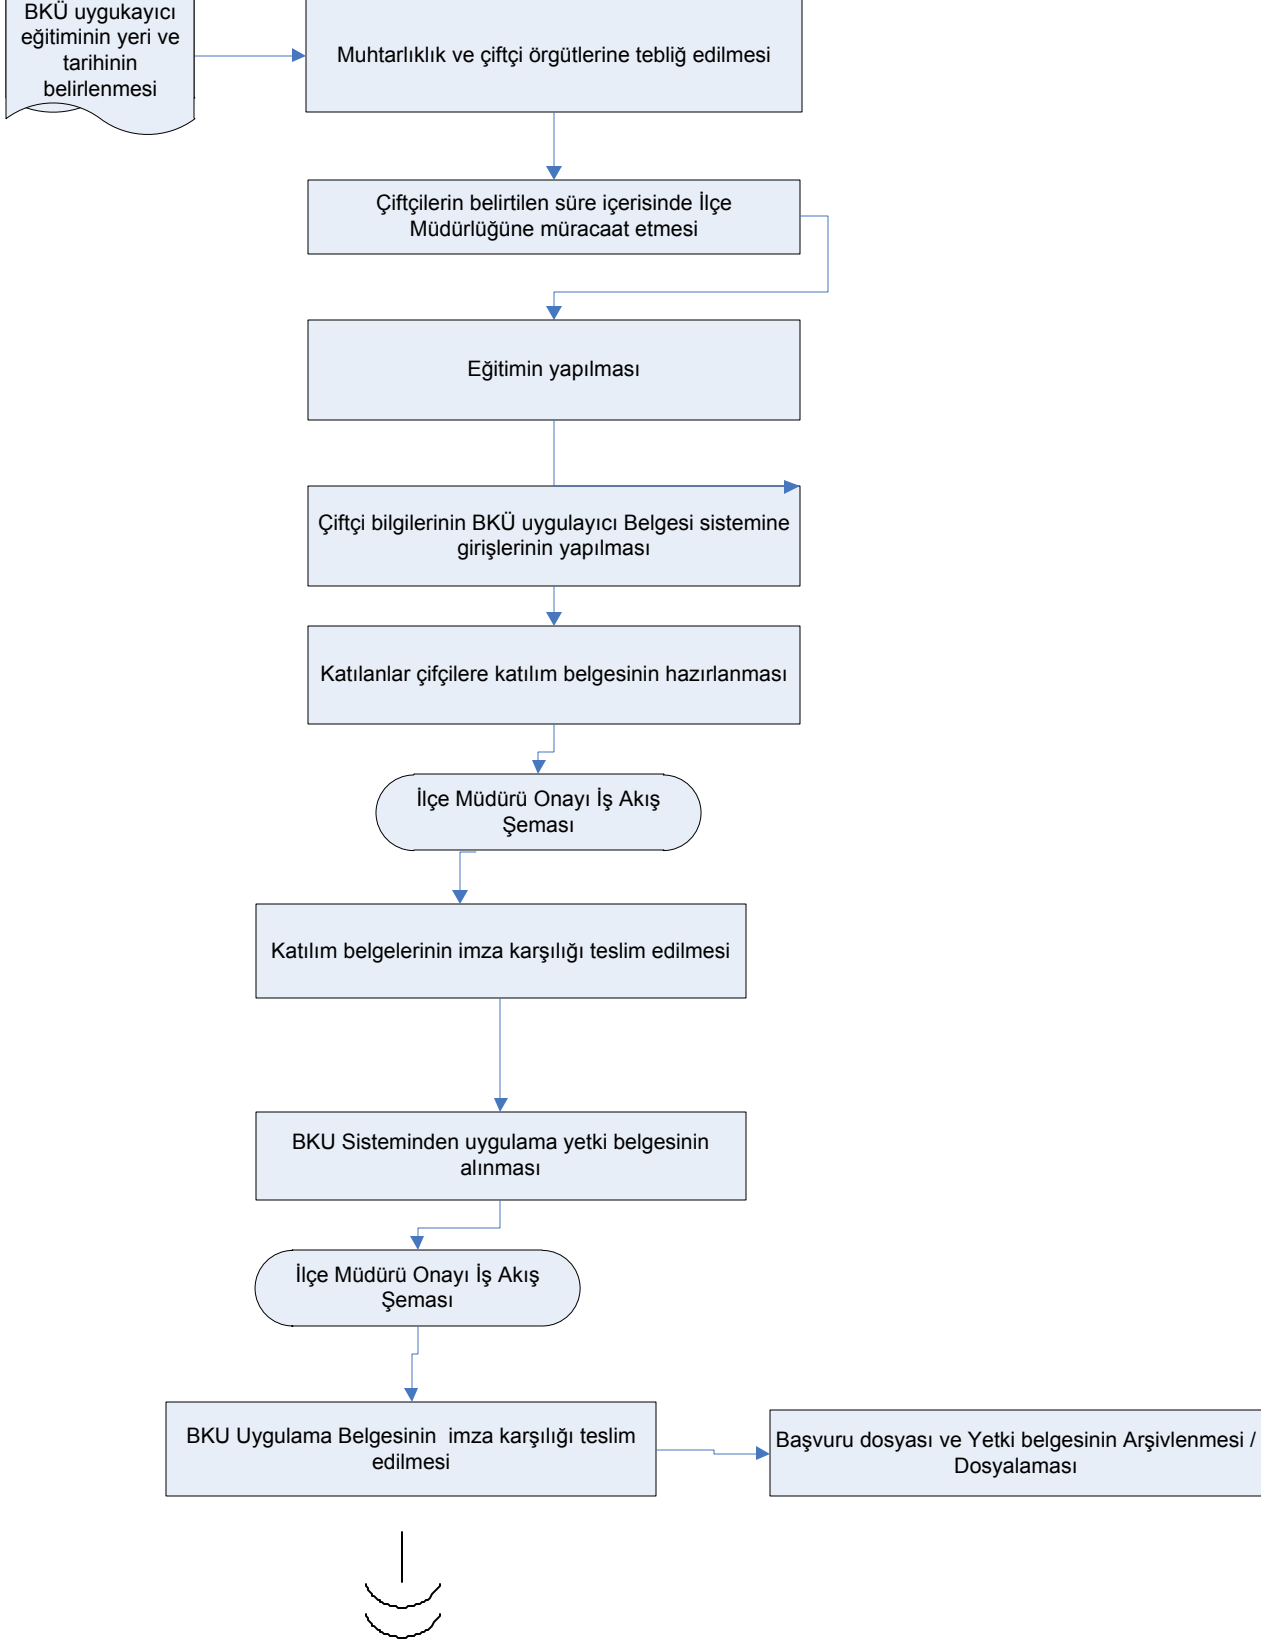 BKÜ uygukayıcı
eğitiminin yeri ve
tarihinin
belirlenmesi
Muhtarlıklık ve çiftçi örgütlerine tebliğ edilmesi
Çiftçilerin belirtilen süre içerisinde İlçe
Müdürlüğüne müracaat etmesi
Eğitimin yapılması
Çiftçi bilgilerinin BKÜ uygulayıcı Belgesi sistemine
girişlerinin yapılması
Katılanlar çifçilere katılım belgesinin hazırlanması
İlçe Müdürü Onayı İş Akış
Şeması
Katılım belgelerinin imza karşılığı teslim edilmesi
BKU Sisteminden uygulama yetki belgesinin
alınması
İlçe Müdürü Onayı İş Akış
Şeması
BKU Uygulama Belgesinin  imza karşılığı teslim
edilmesi
Başvuru dosyası ve Yetki belgesinin Arşivlenmesi /
Dosyalaması